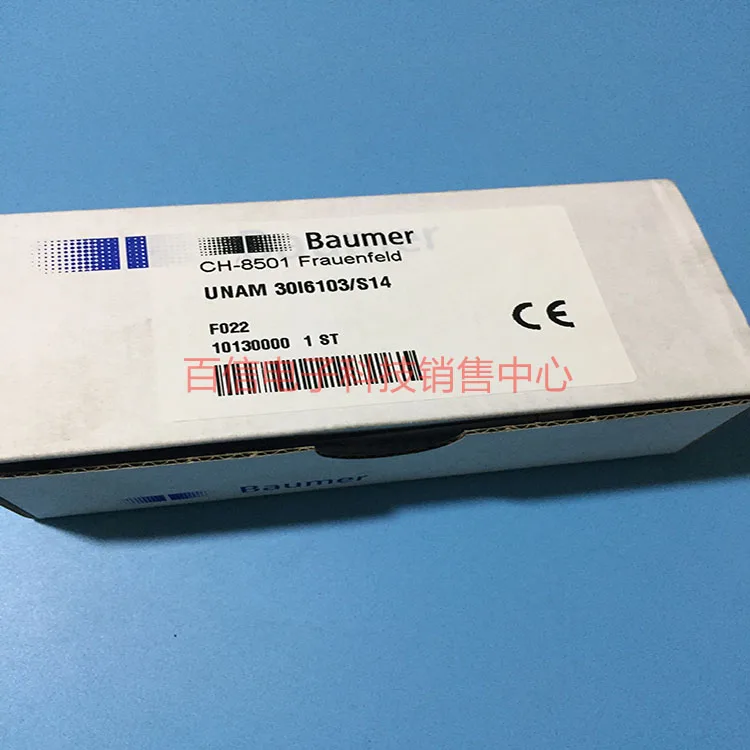 Baumer
CH-8501 Frauenfeld
UNAM 30I6103/S14
F022
10130000 1 ST
CE
百信电子科技销售中心
Baumer